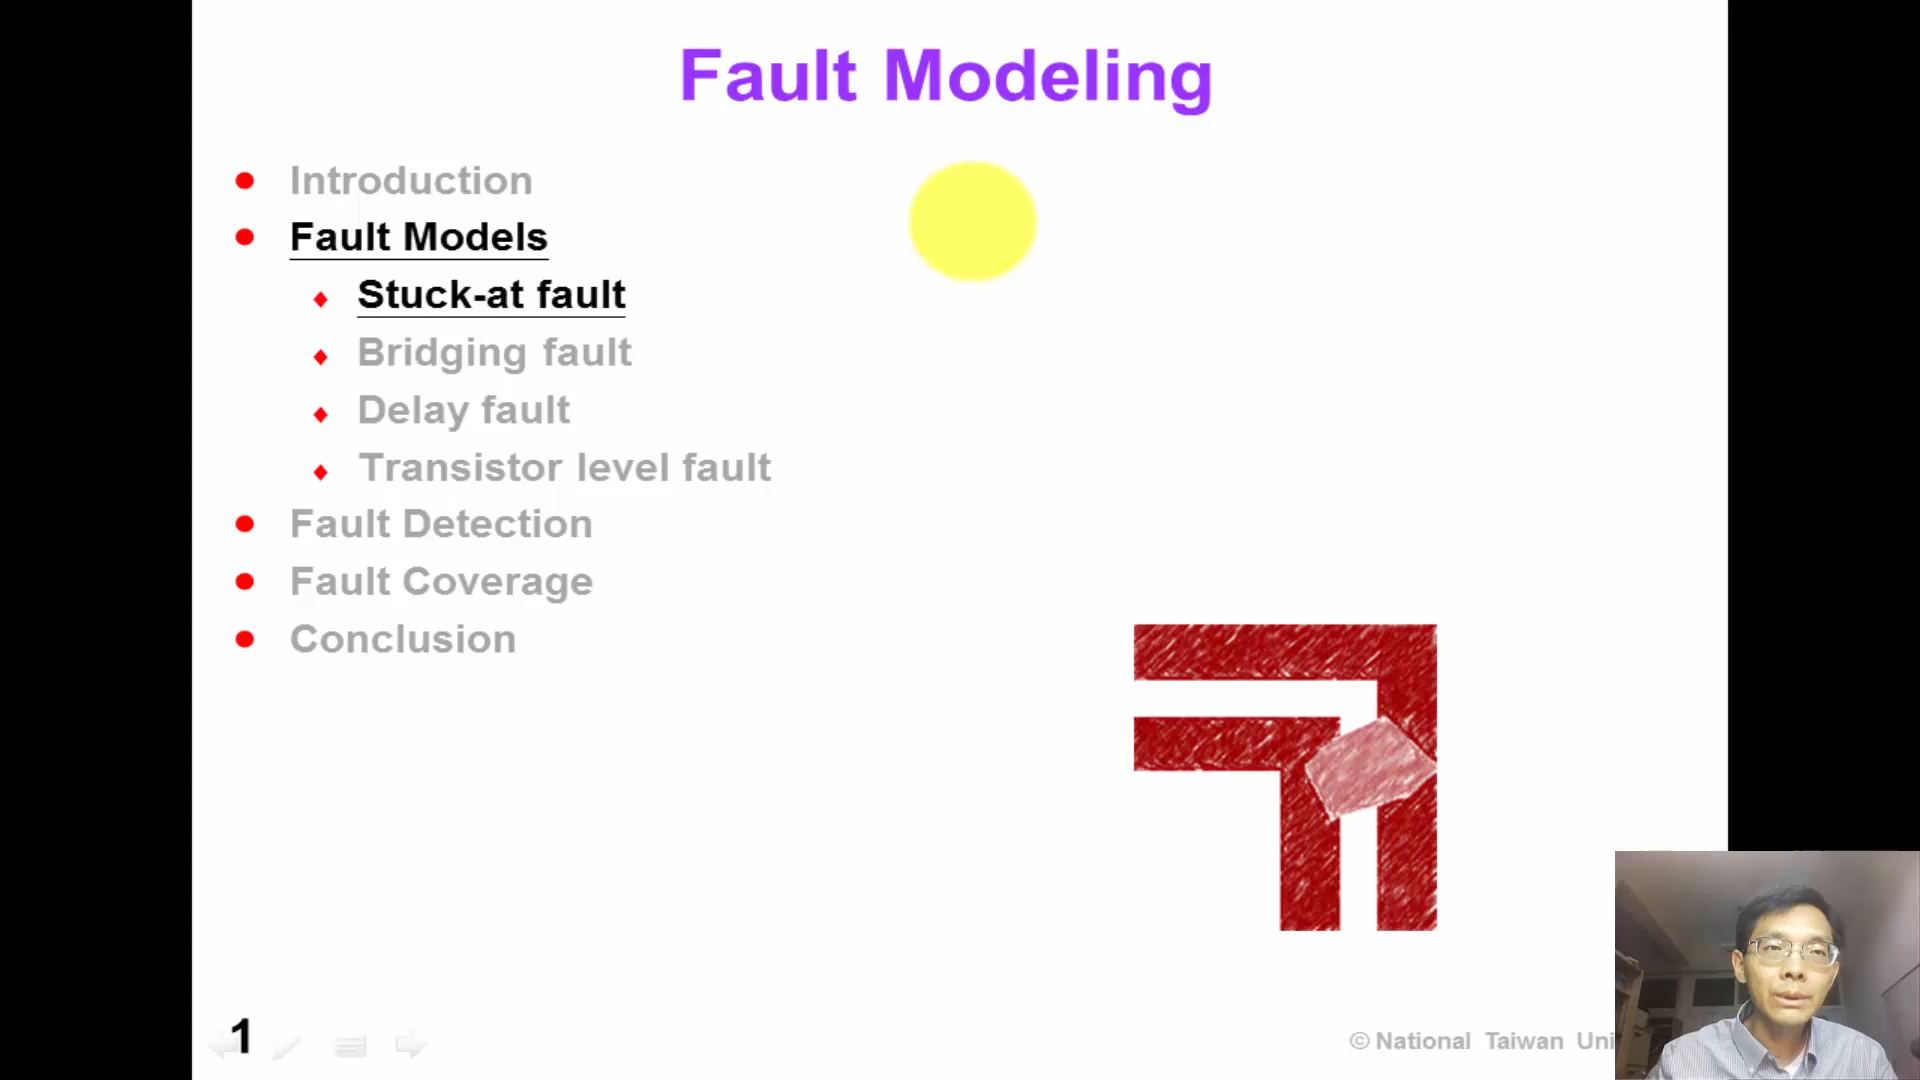 Fault Modeling
Introduction
Fault Models
Stuck-at fault
Bridging fault
Delay fault
Transistor level fault
Fault Detection
Fault Coverage
Conclusion
1
© National Taiwan Uni